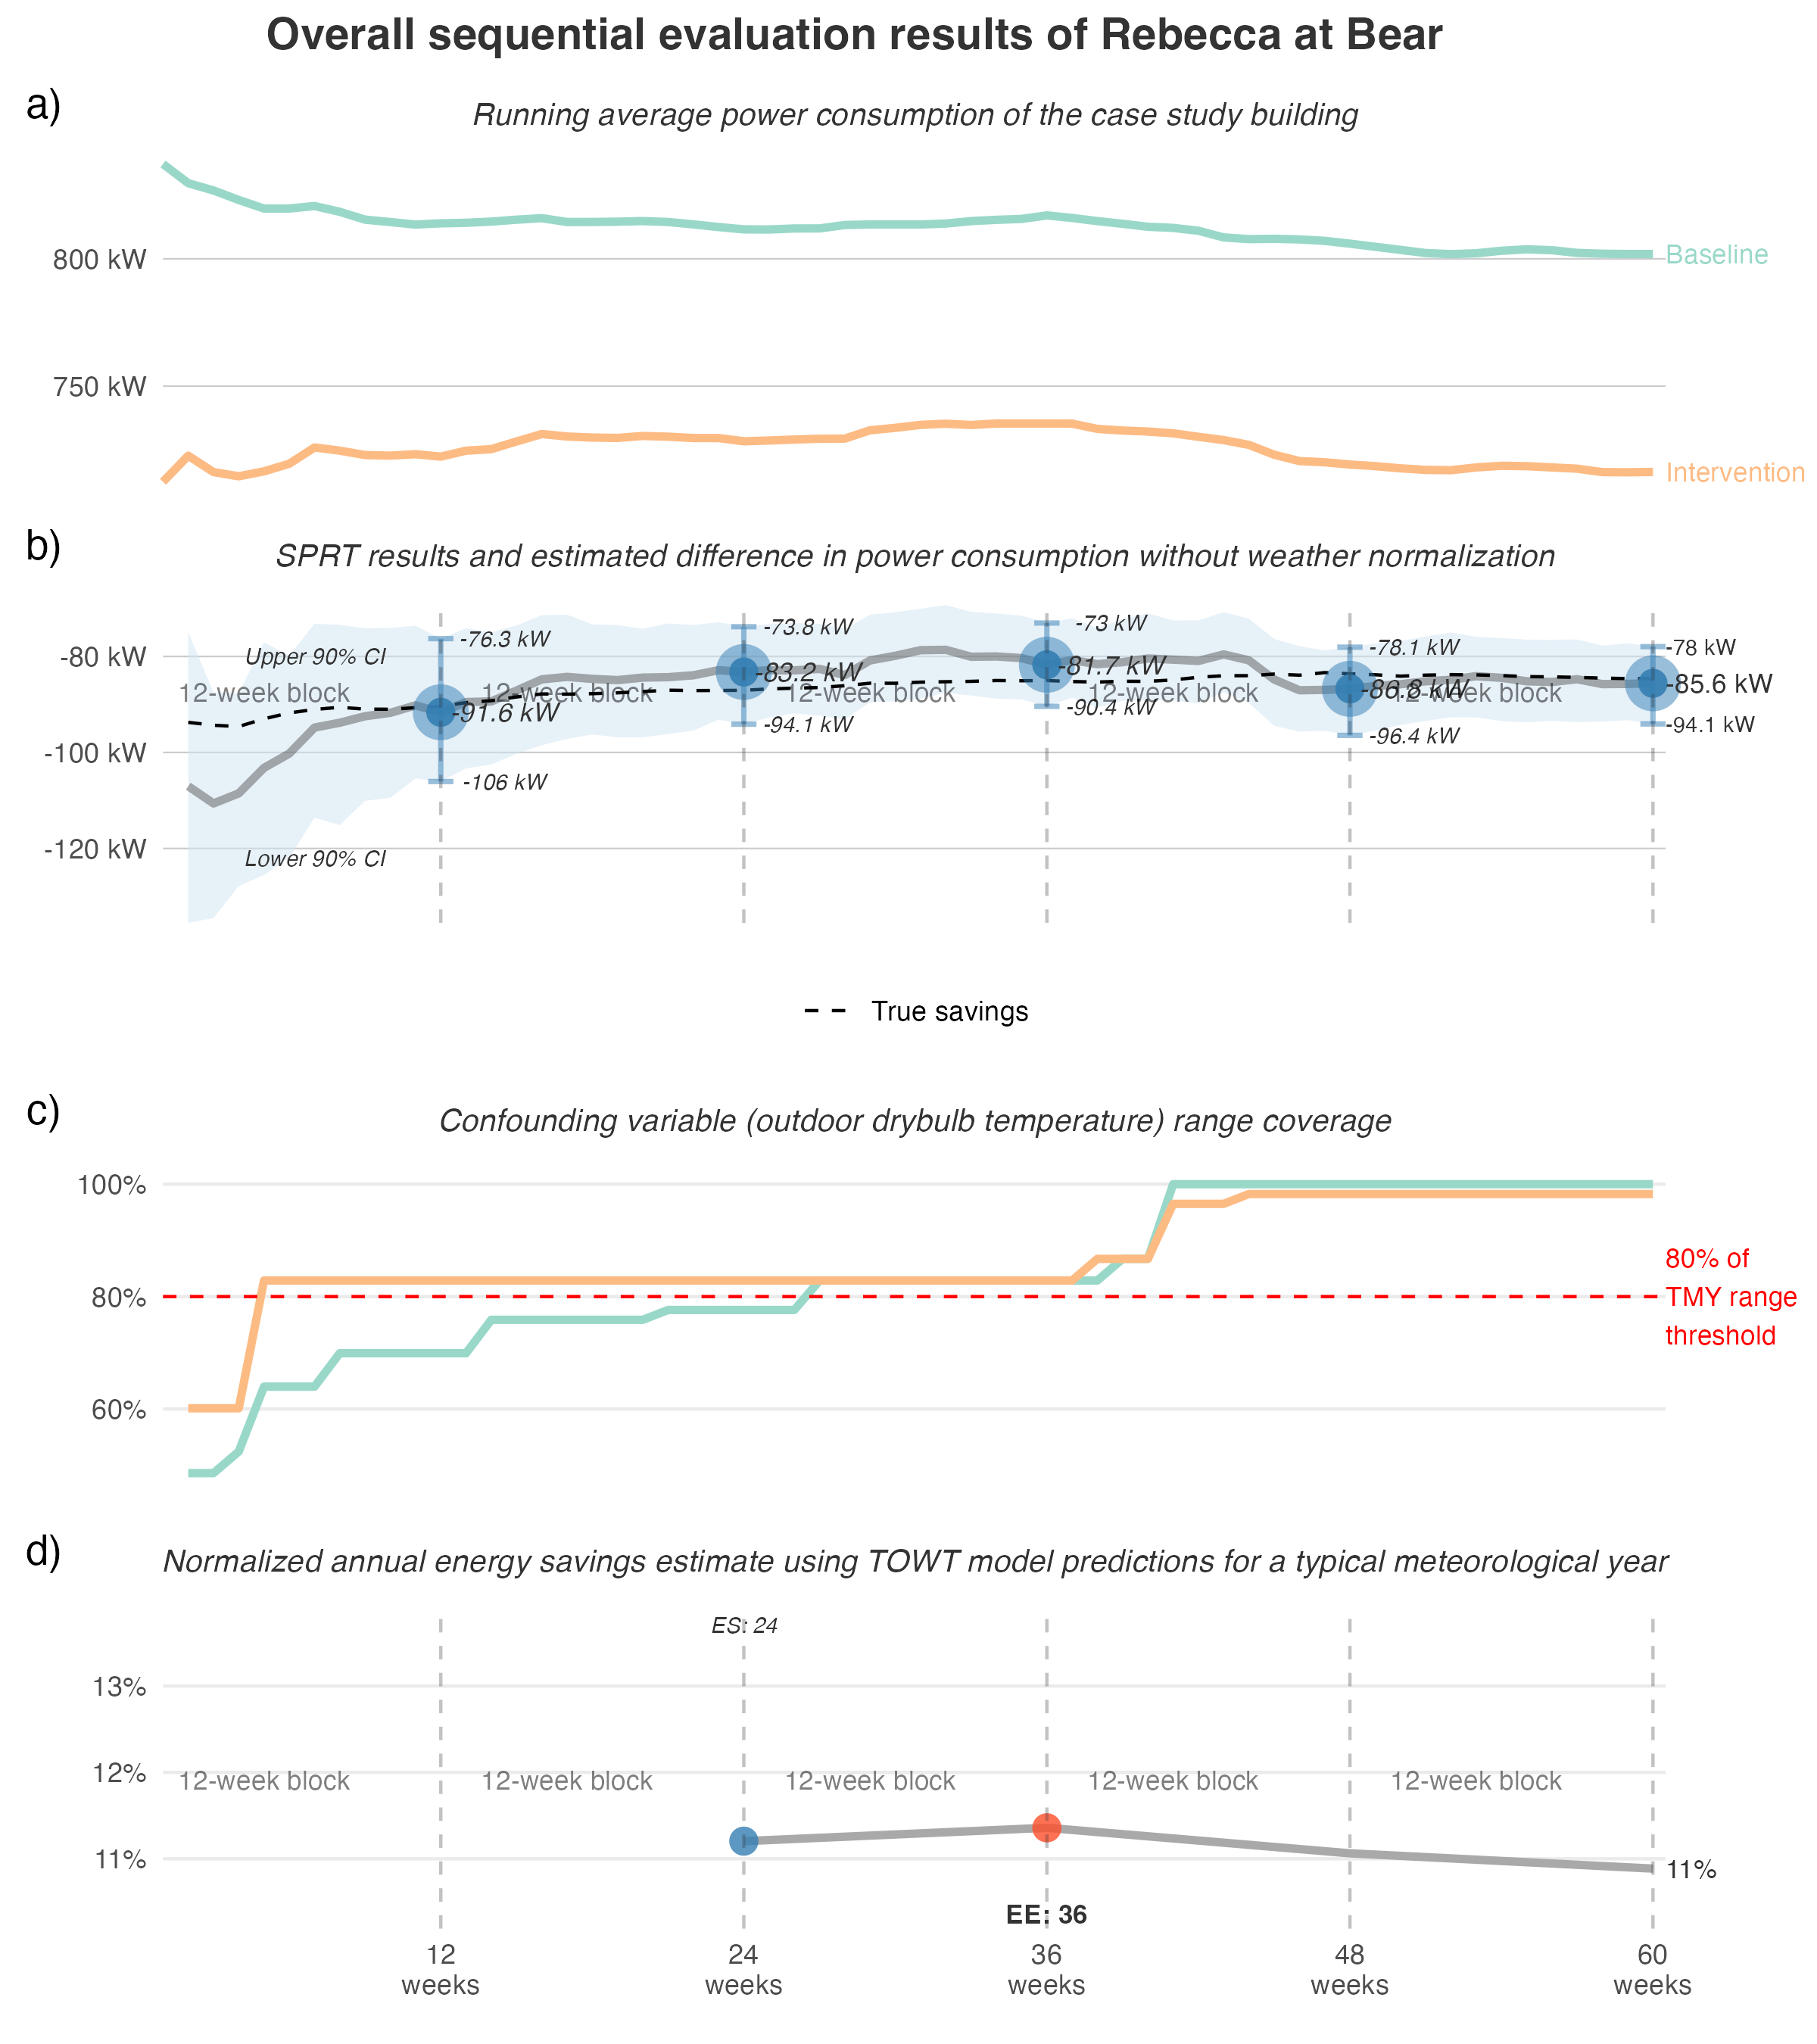 Overall sequential evaluation results of Rebecca at Bear
a)
Running average power consumption of the case study building
800 kW
Baseline
750 kW
Intervention
b)
SPRT results and estimated difference in power consumption without weather normalization
-76.3 kW
-73.8 kW
-73 kW
-78.1 kW
-78 kW
-80 kW
Upper 90% CI
-83.2 kW
-81.7 kW
-86.8 kW
-85.6 kW
12-week block
12-week block
12-week block
12-week block
12-week block
-91.6 kW
-94.1 kW
-90.4 kW
-96.4 kW
-94.1 kW
-100 kW
-106 kW
-120 kW
Lower 90% CI
True savings
c)
Confounding variable (outdoor drybulb temperature) range coverage
100%
80%
60%
80% of
TMY range
threshold
d)
Normalized annual energy savings estimate using TOWT model predictions for a typical meteorological year
ES: 24
13%
12%
12-week block
12-week block
12-week block
12-week block
12-week block
11%
11%
EE: 36
12
weeks
24
weeks
36
weeks
48
weeks
60
weeks